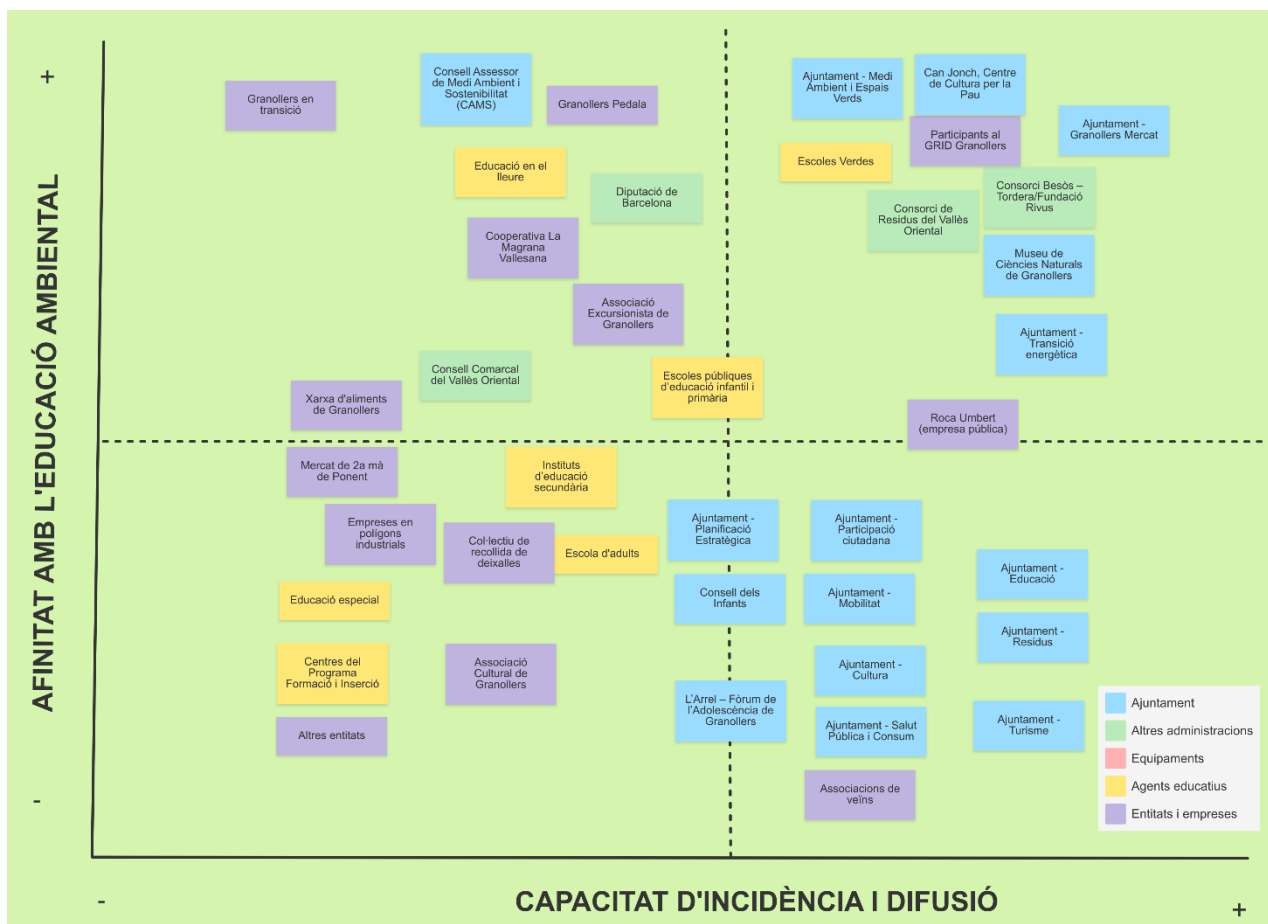 +
AFINITAT AMB L'EDUCACIÓ AMBIENTAL
-
Granollers en
transició
Consell Assessor
de Medi Ambient i
Sostenibilitat
(CAMS)
Granollers Pedala
Educació en el
lleure
Diputació de
Barcelona
Cooperativa La
Magrana
Vallesana
Associació
Excursionista de
Granollers
Consell Comarcal
del Vallès Oriental
Xarxa d'aliments
de Granollers
Escoles públiques
d'educació infantil i
primària
Ajuntament - Medi
Ambient i Espais
Verds
Can Jonch, Centre
de Cultura per la
Pau
Participants al
GRID Granollers
Ajuntament -
Granollers Mercat
Escoles Verdes
Consorci de
Residus del Vallès
Oriental
Consorci Besòs –
Tordera/Fundació
Rivus
Museu de
Ciències Naturals
de Granollers
Ajuntament -
Transició
energètica
Roca Umbert
(empresa pública)
Mercat de 2a mà
de Ponent
Instituts
d'educació
secundària
Empreses en
polígons
industrials
Col·lectiu de
recollida de
deixalles
Escola d'adults
Educació especial
Centres del
Programa
Formació i Inserció
Associació
Cultural de
Granollers
Altres entitats
Ajuntament -
Planificació
Estratègica
Ajuntament -
Participació
ciutadana
Consell dels
Infants
Ajuntament -
Mobilitat
Ajuntament -
Educació
Ajuntament -
Residus
Ajuntament -
Cultura
L'Arrel – Fòrum de
l'Adolescència de
Granollers
Ajuntament - Salut
Pública i Consum
Ajuntament -
Turisme
Associacions de
veïns
Ajuntament
Altres administracions
Equipaments
Agents educatius
Entitats i empreses
-
CAPACITAT D'INCIDÈNCIA I DIFUSIÓ
+